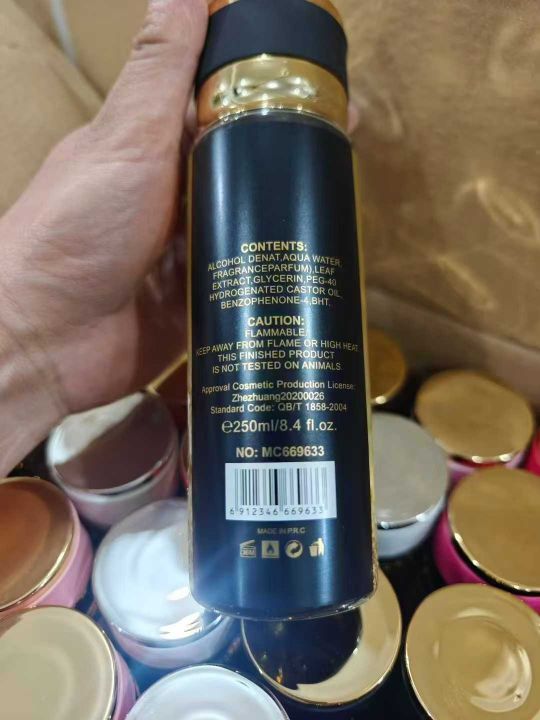 CONTENTS:
ALCOHOL DENAT,AQUA WATER,
FRAGRANCEPARFUM),LEAF
EXTRACT,GLYCERIN,PEG-40
HYDROGENATED CASTOR OIL,
BENZOPHENONE-4,BHT.
CAUTION:
FLAMMABLE,
KEEP AWAY FROM FLAME OR HIGH HEAT.
THIS FINISHED PRODUCT
IS NOT TESTED ON ANIMALS
Approval Cosmetic Production License:
Zhezhuang20200026
Standard Code: QB/T 1858-2004
℮250ml/8.4 fl.oz.
NO: MC669633
6 912346 669633
MADE IN.P.R.C